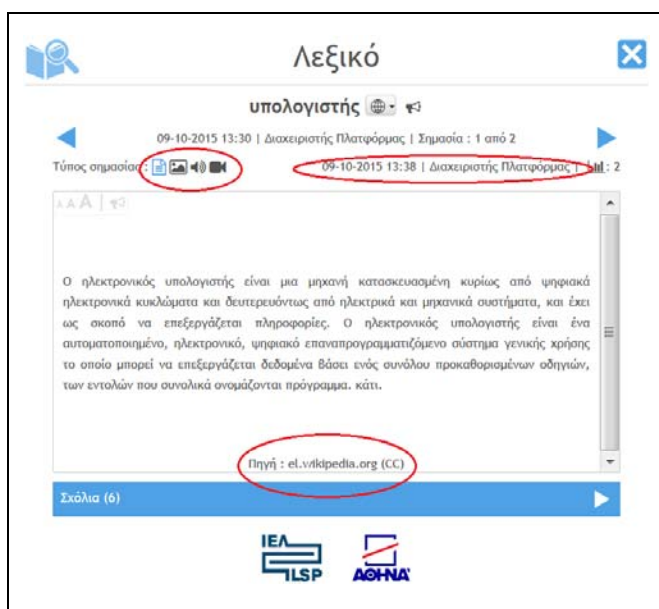 Λεξικό
υπολογιστής
09-10-2015 13:30 | Διαχειριστής Πλατφόρμας | Σημασία : 1 από 2
Τύπος σημασίας : 09-10-2015 13:38 | Διαχειριστής Πλατφόρμας | : 2
A A A |
Ο ηλεκτρονικός υπολογιστής είναι μια μηχανή κατασκευασμένη κυρίως από ψηφιακά
ηλεκτρονικά κυκλώματα και δευτερευόντως από ηλεκτρικά και μηχανικά συστήματα, και έχει
ως σκοπό να επεξεργάζεται πληροφορίες. Ο ηλεκτρονικός υπολογιστής είναι ένα
αυτοματοποιημένο, ηλεκτρονικό, ψηφιακό επαναπρογραμματιζόμενο σύστημα γενικής χρήσης
το οποίο μπορεί να επεξεργάζεται δεδομένα βάσει ενός συνόλου προκαθορισμένων οδηγιών,
των εντολών που συνολικά ονομάζονται πρόγραμμα. κάτι.
Πηγή : el.wikipedia.org (CC)
Σχόλια (6)
ΙΕΛ
ILSP
ΑΘΗΝΑ